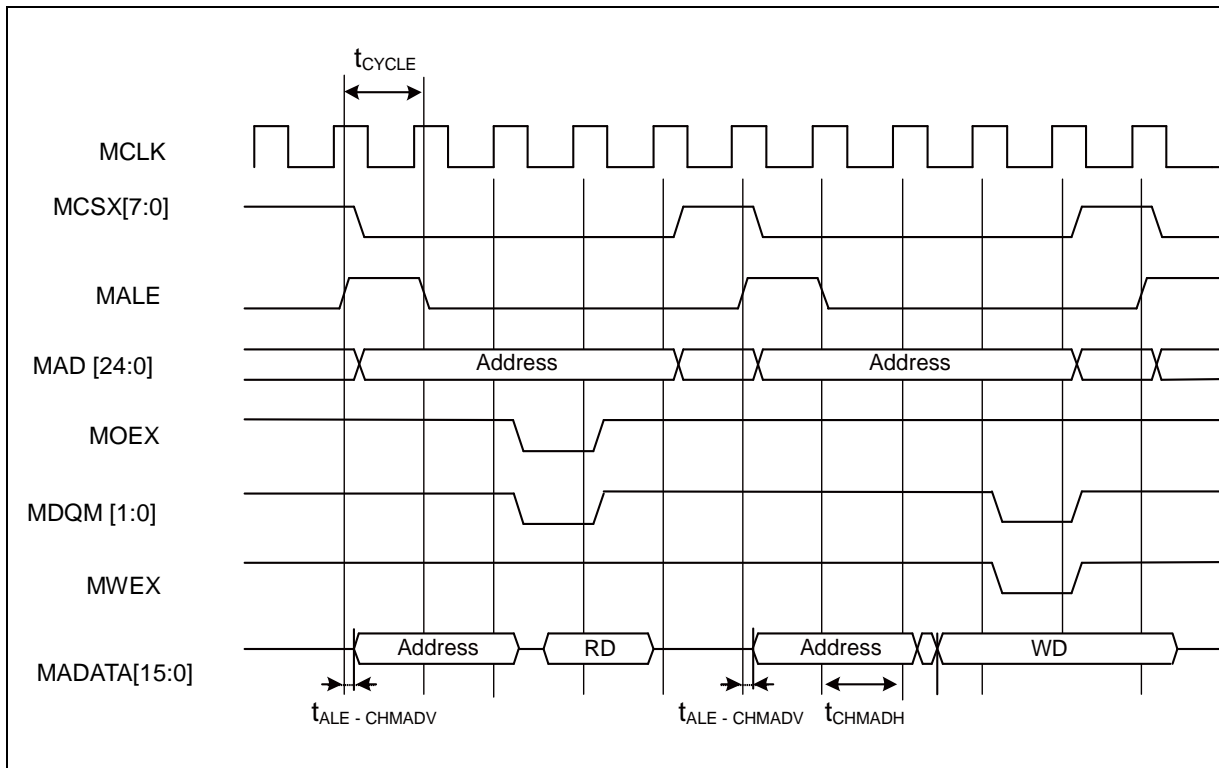 tCYCLE
MCLK
MCSX[7:0]
MALE
MAD [24:0] Address Address
MOEX
MDQM [1:0]
MWEX
MADATA[15:0] Address RD Address WD
tALE - CHMADV tALE - CHMADV tCHMADH